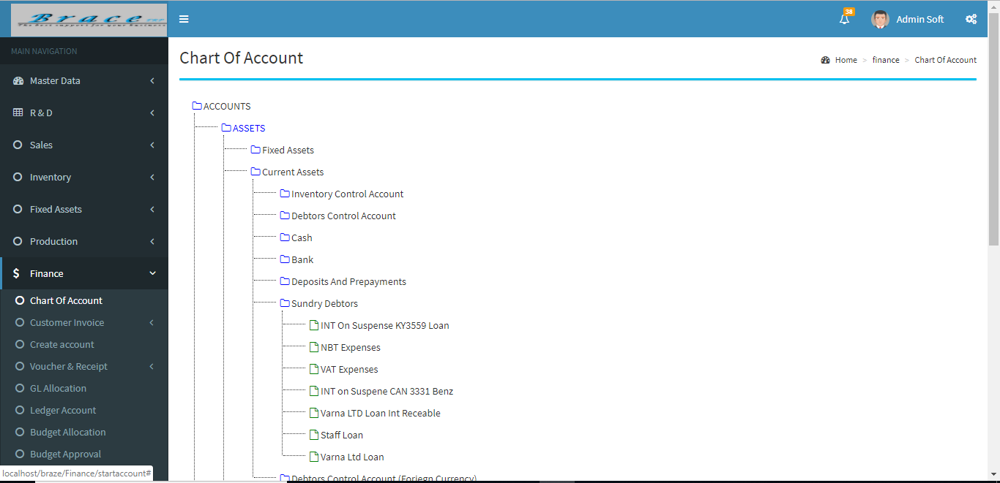 Brace ERP
The best support for your business
38
Admin Soft
MAIN NAVIGATION
Chart Of Account
Home > finance > Chart Of Account
Master Data
R & D
Sales
Inventory
Fixed Assets
Production
Finance
Chart Of Account
Customer Invoice
Create account
Voucher & Receipt
GL Allocation
Ledger Account
Budget Allocation
Budget Approval
localhost/braze/Finance/startaccount#
ACCOUNTS
ASSETS
Fixed Assets
Current Assets
Inventory Control Account
Debtors Control Account
Cash
Bank
Deposits And Prepayments
Sundry Debtors
INT On Suspense KY3559 Loan
NBT Expenses
VAT Expenses
INT on Suspene CAN 3331 Benz
Varna LTD Loan Int Receable
Staff Loan
Varna Ltd Loan
Debtors Control Account (Foriegn Currency)